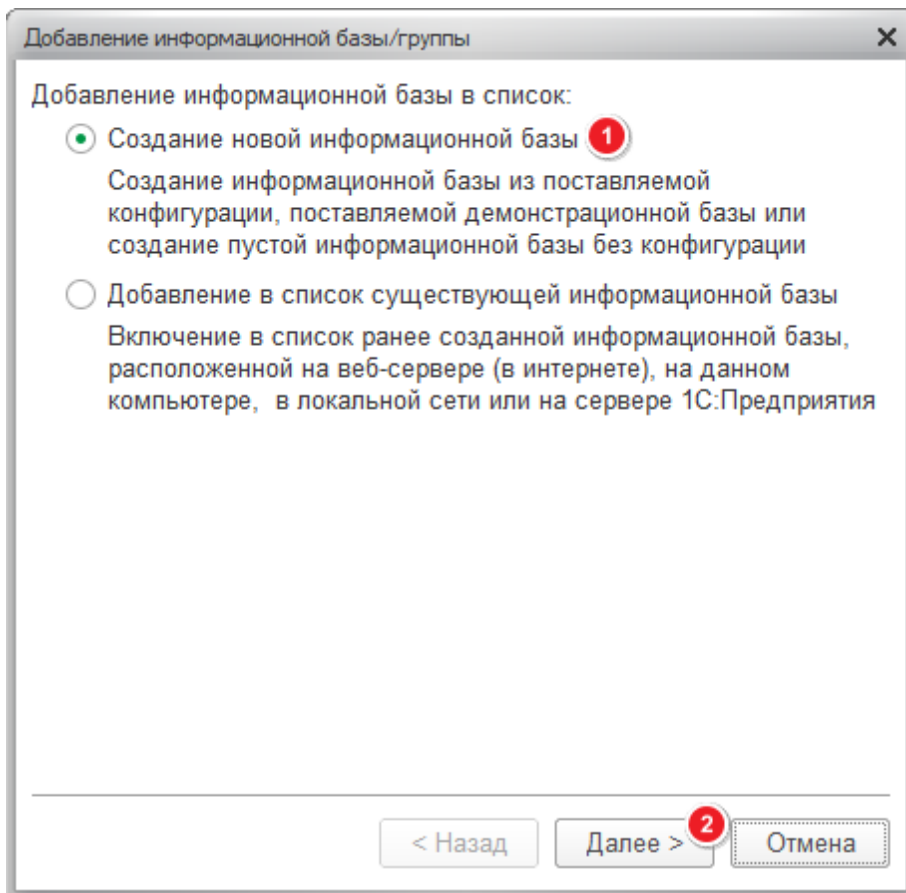 Добавление информационной базы/группы
Добавление информационной базы в список:
Создание новой информационной базы 1
Создание информационной базы из поставляемой
конфигурации, поставляемой демонстрационной базы или
создание пустой информационной базы без конфигурации
Добавление в список существующей информационной базы
Включение в список ранее созданной информационной базы,
расположенной на веб-сервере (в интернете), на данном
компьютере,  в локальной сети или на сервере 1С:Предприятия
< Назад Далее > 2 Отмена